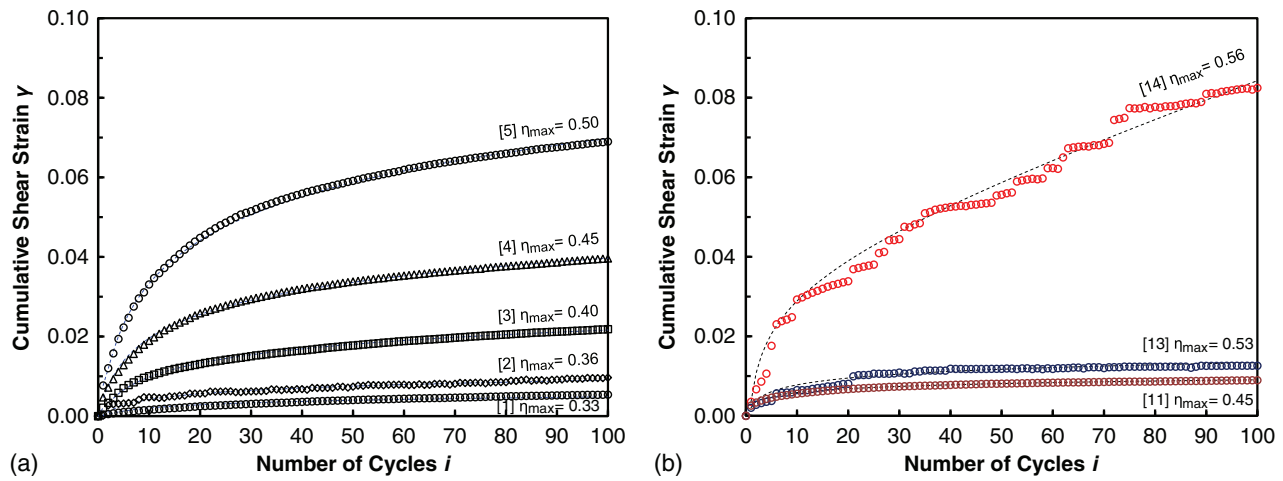 0.10
0.08
0.06
0.04
0.02
0.00
Cumulative Shear Strain γ
[5] ηmax= 0.50
[4] ηmax= 0.45
[3] ηmax= 0.40
[2] ηmax= 0.36
[1] ηmax= 0.33
0 10 20 30 40 50 60 70 80 90 100
(a) Number of Cycles i
0.10
0.08
0.06
0.04
0.02
0.00
Cumulative Shear Strain γ
[14] ηmax= 0.56
[13] ηmax= 0.53
[11] ηmax= 0.45
0 10 20 30 40 50 60 70 80 90 100
(b) Number of Cycles i